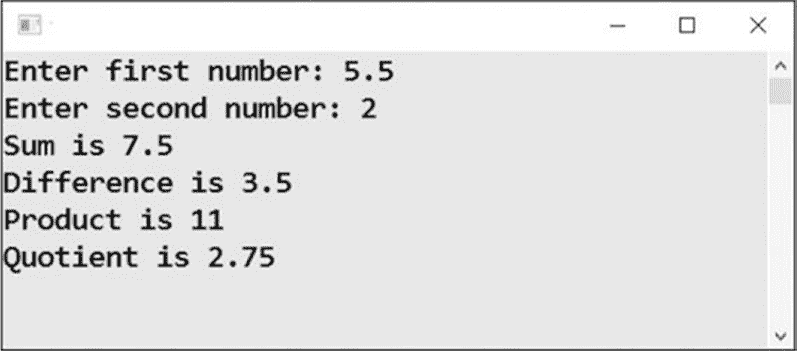 Enter first number: 5.5
Enter second number: 2
Sum is 7.5
Difference is 3.5
Product is 11
Quotient is 2.75